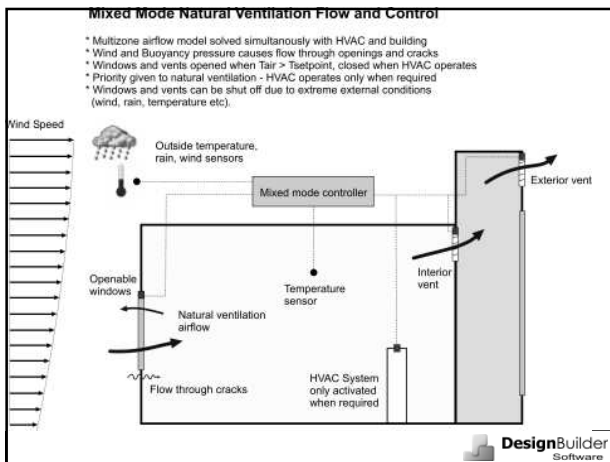 Mixed Mode Natural Ventilation Flow and Control
* Multizone airflow model solved simultaneously with HVAC and building
* Wind and Buoyancy pressure causes flow through openings and cracks
* Windows and vents opened when Tair > Tsetpoint, closed when HVAC operates
* Priority given to natural ventilation - HVAC operates only when required
* Windows and vents can be shut off due to extreme external conditions
(wind, rain, temperature etc).
Wind Speed
Outside temperature,
rain, wind sensors
Mixed mode controller
Exterior vent
Openable
windows
Temperature
sensor
Interior
vent
Natural ventilation
airflow
Flow through cracks
HVAC System
only activated
when required
DesignBuilder
Software